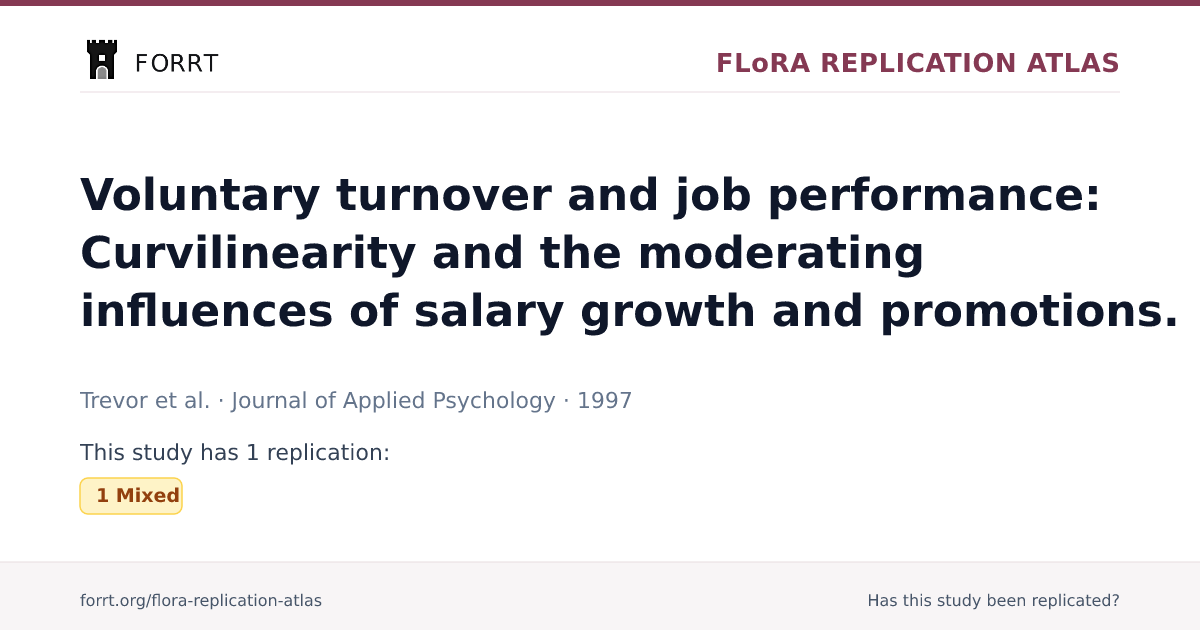 FORRT
FLoRA REPLICATION ATLAS
Voluntary turnover and job performance:
Curvilinearity and the moderating
influences of salary growth and promotions.
Trevor et al. · Journal of Applied Psychology · 1997
This study has 1 replication:
1 Mixed
forrt.org/flora-replication-atlas
Has this study been replicated?